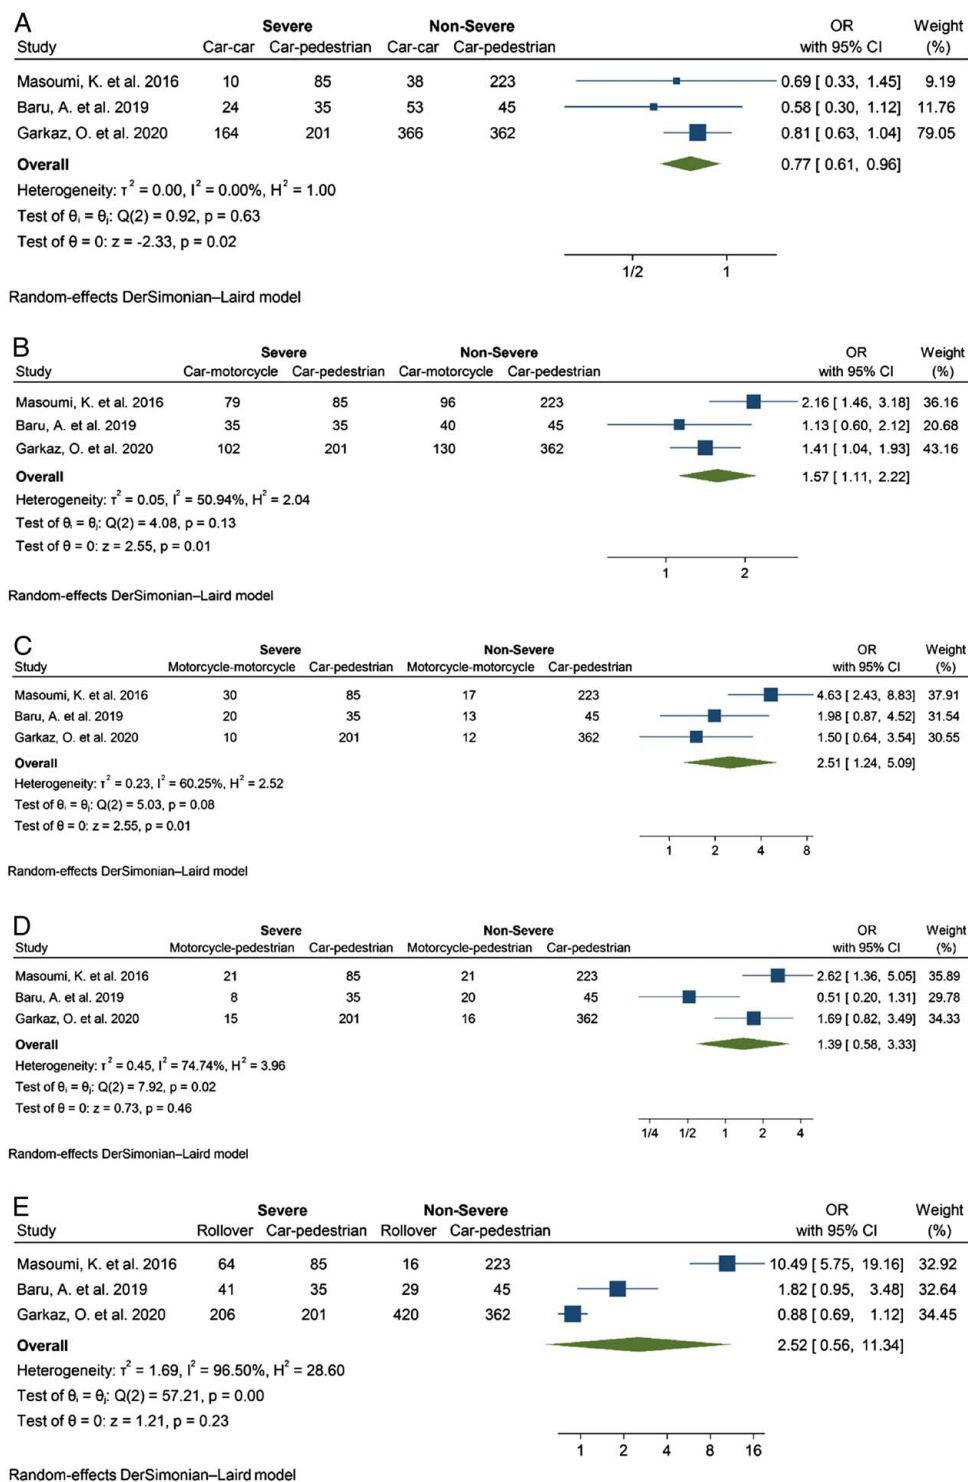 A
Severe Non-Severe OR Weight
Study Car-car Car-pedestrian Car-car Car-pedestrian with 95% CI (%)
Masoumi, K. et al. 2016 10 85 38 223 0.69 [ 0.33, 1.45] 9.19
Baru, A. et al. 2019 24 35 53 45 0.58 [ 0.30, 1.12] 11.76
Garkaz, O. et al. 2020 164 201 366 362 0.81 [ 0.63, 1.04] 79.05
Overall 0.77 [ 0.61, 0.96]
Heterogeneity: τ² = 0.00, I² = 0.00%, H² = 1.00
Test of θᵢ = θⱼ: Q(2) = 0.92, p = 0.63
Test of θ = 0: z = -2.33, p = 0.02
1/2 1
Random-effects DerSimonian–Laird model
B
Severe Non-Severe OR Weight
Study Car-motorcycle Car-pedestrian Car-motorcycle Car-pedestrian with 95% CI (%)
Masoumi, K. et al. 2016 79 85 96 223 2.16 [ 1.46, 3.18] 36.16
Baru, A. et al. 2019 35 35 40 45 1.13 [ 0.60, 2.12] 20.68
Garkaz, O. et al. 2020 102 201 130 362 1.41 [ 1.04, 1.93] 43.16
Overall 1.57 [ 1.11, 2.22]
Heterogeneity: τ² = 0.05, I² = 50.94%, H² = 2.04
Test of θᵢ = θⱼ: Q(2) = 4.08, p = 0.13
Test of θ = 0: z = 2.55, p = 0.01
1 2
Random-effects DerSimonian–Laird model
C
Severe Non-Severe OR Weight
Study Motorcycle-motorcycle Car-pedestrian Motorcycle-motorcycle Car-pedestrian with 95% CI (%)
Masoumi, K. et al. 2016 30 85 17 223 4.63 [ 2.43, 8.83] 37.91
Baru, A. et al. 2019 20 35 13 45 1.98 [ 0.87, 4.52] 31.54
Garkaz, O. et al. 2020 10 201 12 362 1.50 [ 0.64, 3.54] 30.55
Overall 2.51 [ 1.24, 5.09]
Heterogeneity: τ² = 0.23, I² = 60.25%, H² = 2.52
Test of θᵢ = θⱼ: Q(2) = 5.03, p = 0.08
Test of θ = 0: z = 2.55, p = 0.01
1 2 4 8
Random-effects DerSimonian–Laird model
D
Severe Non-Severe OR Weight
Study Motorcycle-pedestrian Car-pedestrian Motorcycle-pedestrian Car-pedestrian with 95% CI (%)
Masoumi, K. et al. 2016 21 85 21 223 2.62 [ 1.36, 5.05] 35.89
Baru, A. et al. 2019 8 35 20 45 0.51 [ 0.20, 1.31] 29.78
Garkaz, O. et al. 2020 15 201 16 362 1.69 [ 0.82, 3.49] 34.33
Overall 1.39 [ 0.58, 3.33]
Heterogeneity: τ² = 0.45, I² = 74.74%, H² = 3.96
Test of θᵢ = θⱼ: Q(2) = 7.92, p = 0.02
Test of θ = 0: z = 0.73, p = 0.46
1/4 1/2 1 2 4
Random-effects DerSimonian–Laird model
E
Severe Non-Severe OR Weight
Study Rollover Car-pedestrian Rollover Car-pedestrian with 95% CI (%)
Masoumi, K. et al. 2016 64 85 16 223 10.49 [ 5.75, 19.16] 32.92
Baru, A. et al. 2019 41 35 29 45 1.82 [ 0.95, 3.48] 32.64
Garkaz, O. et al. 2020 206 201 420 362 0.88 [ 0.69, 1.12] 34.45
Overall 2.52 [ 0.56, 11.34]
Heterogeneity: τ² = 1.69, I² = 96.50%, H² = 28.60
Test of θᵢ = θⱼ: Q(2) = 57.21, p = 0.00
Test of θ = 0: z = 1.21, p = 0.23
1 2 4 8 16
Random-effects DerSimonian–Laird model